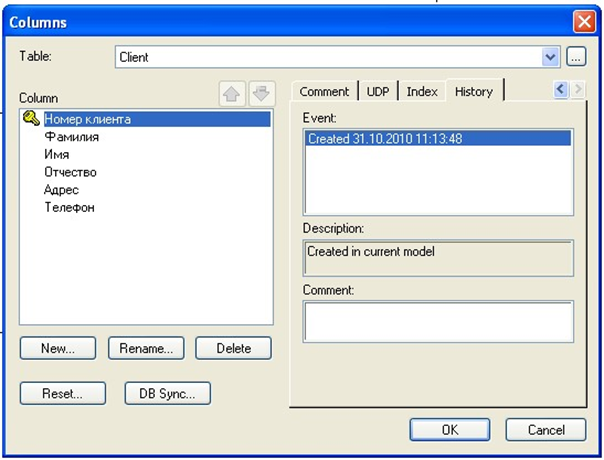 Columns
Table:
Client
...
Column
Номер клиента
Фамилия
Имя
Отчество
Адрес
Телефон
New...
Rename...
Delete
Reset...
DB Sync...
Comment
UDP
Index
History
Event:
Created 31.10.2010 11:13:48
Description:
Created in current model
Comment:
OK
Cancel